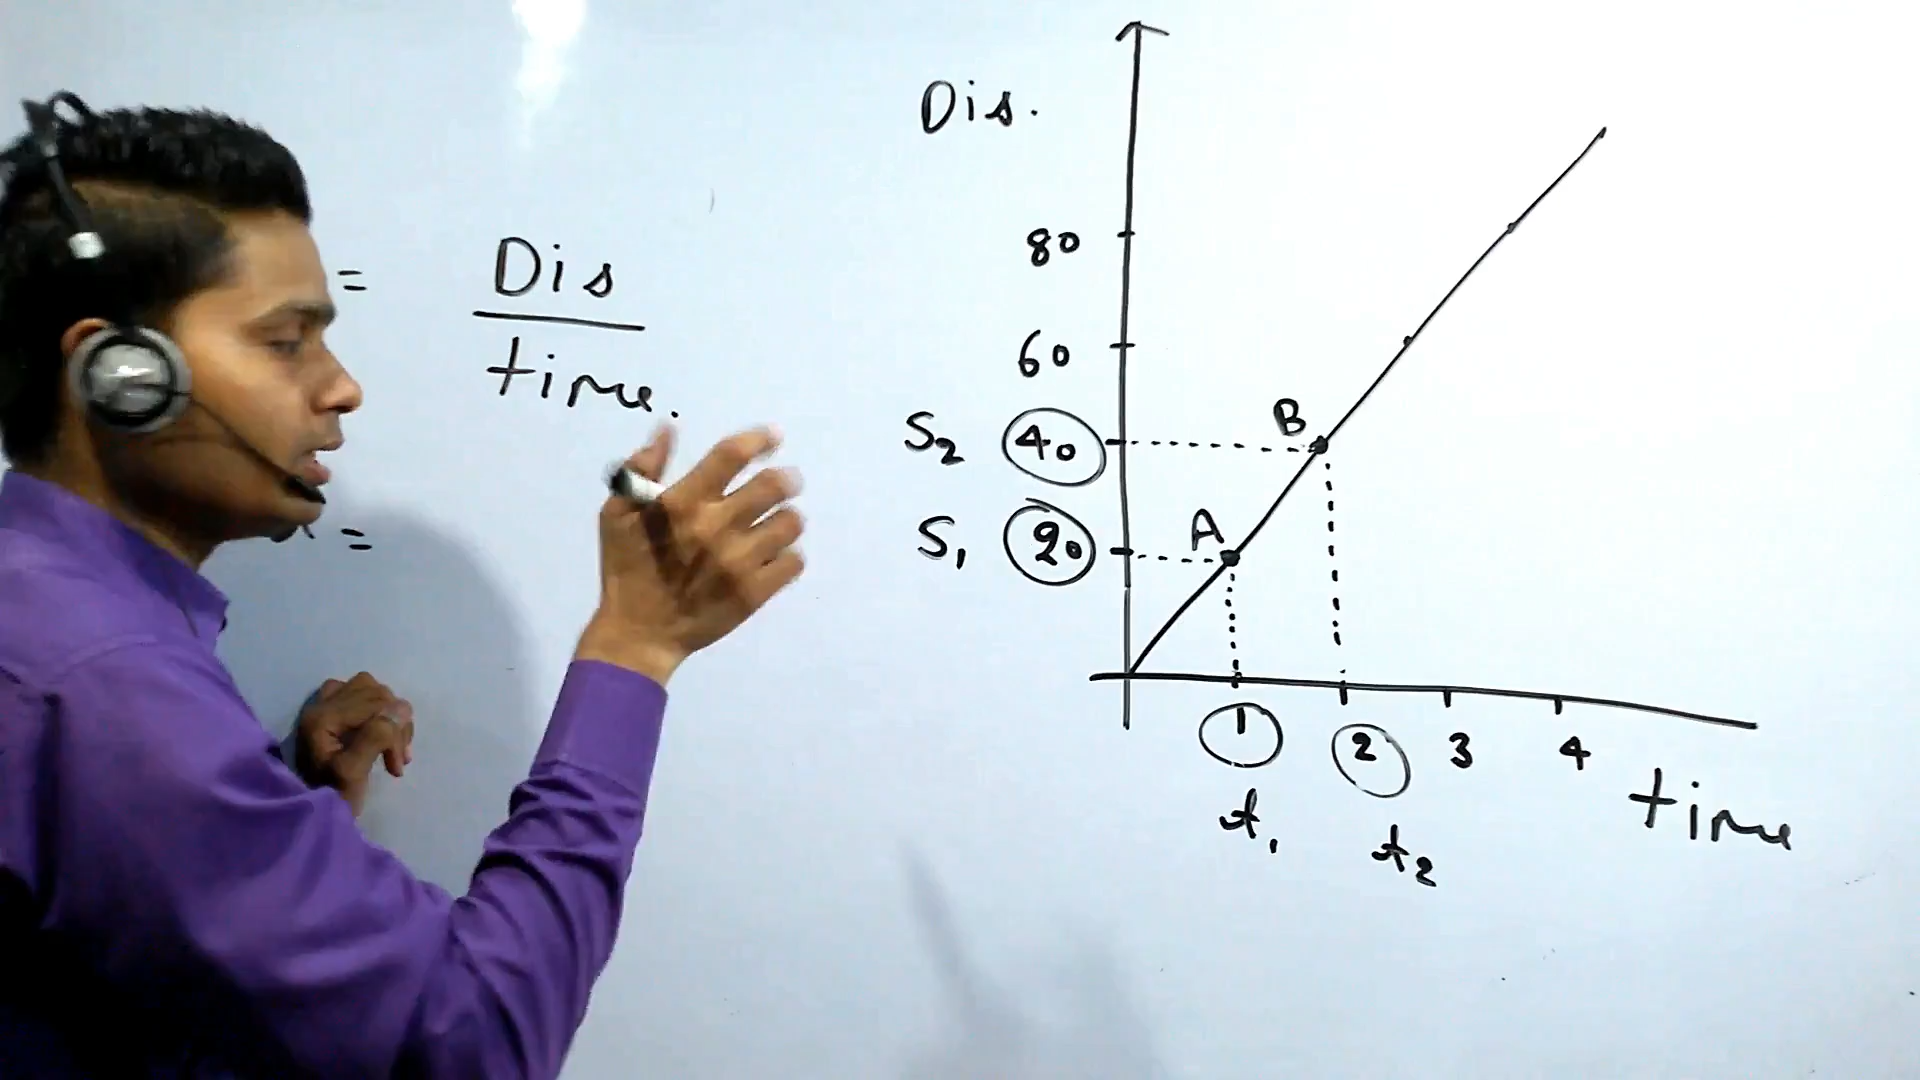 = Dis
time.
=
Dis.
80
60
S2 40
S1 20
B
A
1 2 3 4
t1 t2
time